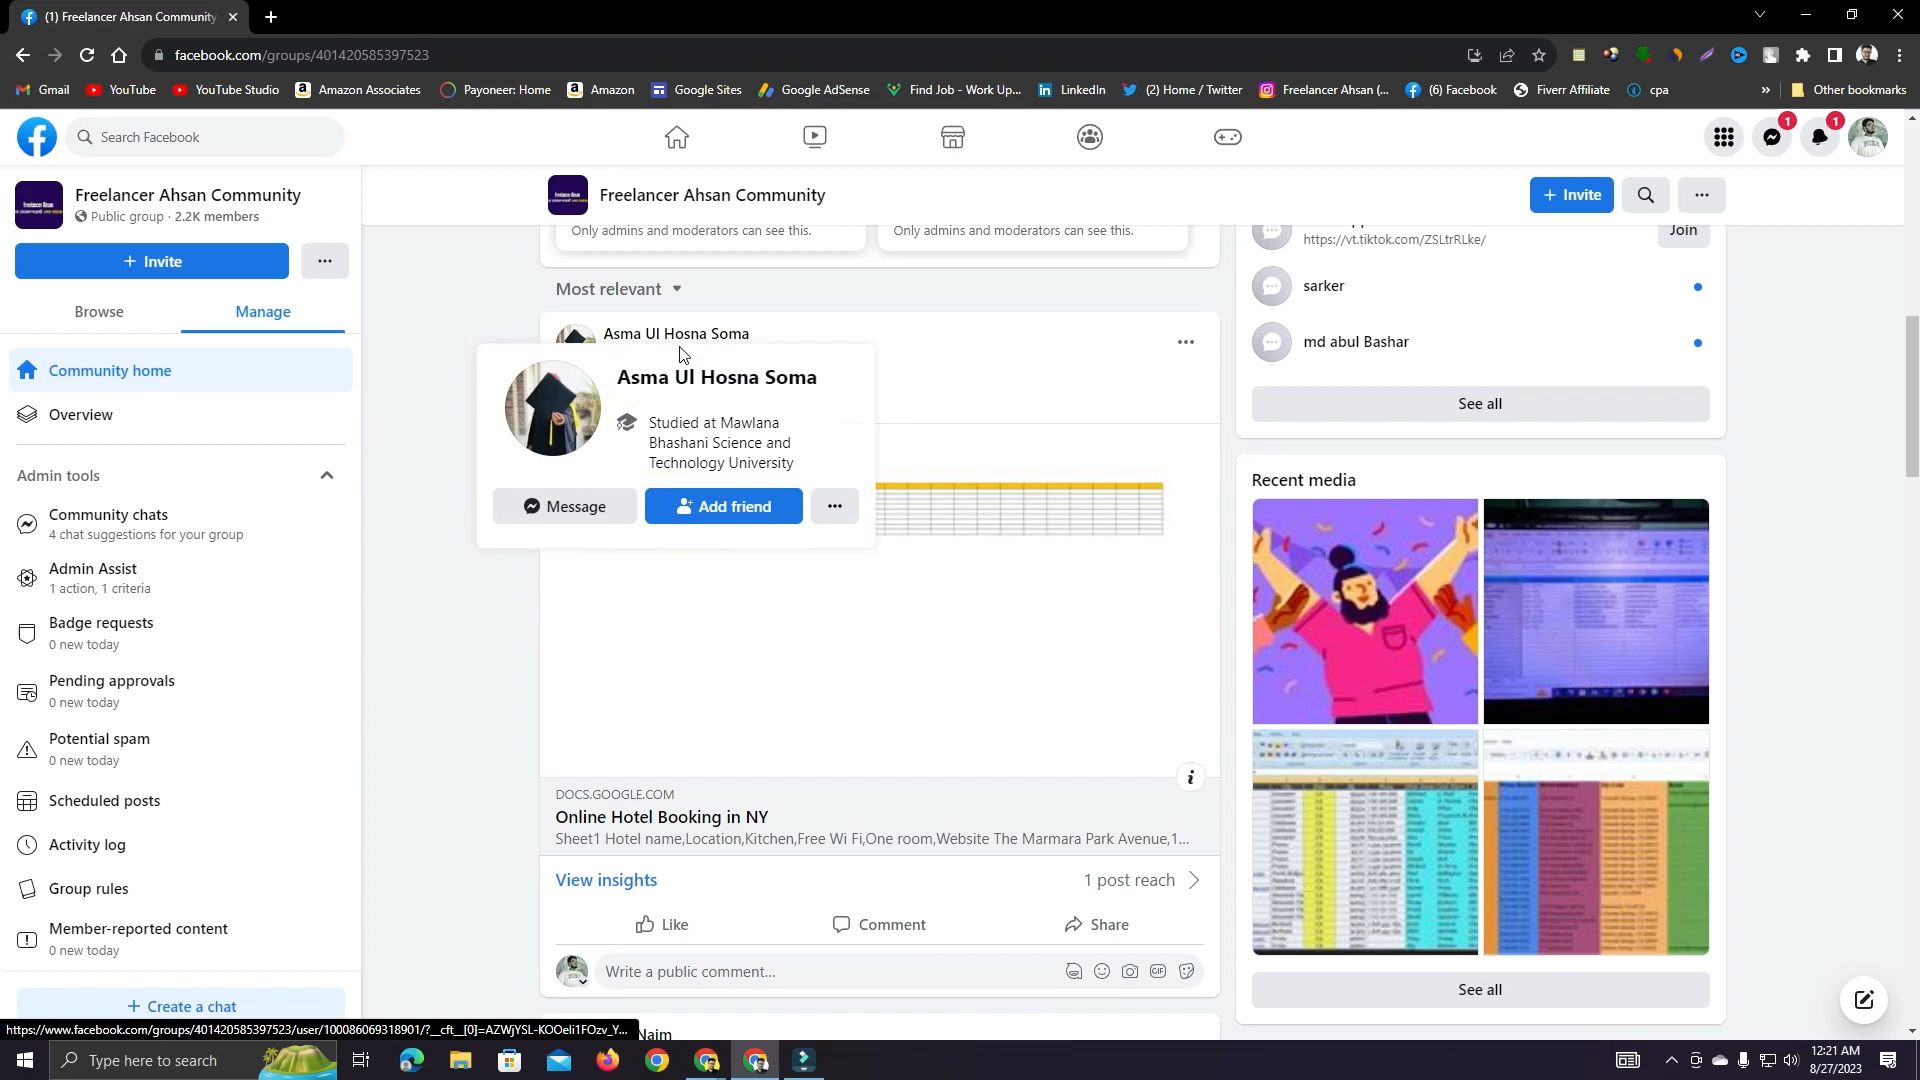 (1) Freelancer Ahsan Community
facebook.com/groups/401420585397523
Gmail
YouTube
YouTube Studio
Amazon Associates
Payoneer: Home
Amazon
Google Sites
Google AdSense
Find Job - Work Up...
LinkedIn
(2) Home / Twitter
Freelancer Ahsan (...
(6) Facebook
Fiverr Affiliate
cpa
»
Other bookmarks
Search Facebook
1
1
Freelancer Ahsan Community
Public group · 2.2K members
+ Invite
Browse
Manage
Community home
Overview
Admin tools
Community chats
4 chat suggestions for your group
Admin Assist
1 action, 1 criteria
Badge requests
0 new today
Pending approvals
0 new today
Potential spam
0 new today
Scheduled posts
Activity log
Group rules
Member-reported content
0 new today
+ Create a chat
https://www.facebook.com/groups/401420585397523/user/100086069318901/?__cft__[0]=AZWjYSL-KOOeli1FOzv_Y...
Freelancer Ahsan Community
+ Invite
Only admins and moderators can see this.
Only admins and moderators can see this.
Most relevant
Asma Ul Hosna Soma
Asma Ul Hosna Soma
Studied at Mawlana
Bhashani Science and
Technology University
Message
Add friend
DOCS.GOOGLE.COM
Online Hotel Booking in NY
Sheet1 Hotel name,Location,Kitchen,Free Wi Fi,One room,Website The Marmara Park Avenue,1...
View insights
1 post reach
Like
Comment
Share
Write a public comment...
GIF
Naim
https://vt.tiktok.com/ZSLtrRLke/
Join
sarker
md abul Bashar
See all
Recent media
See all
Type here to search
12:21 AM
8/27/2023